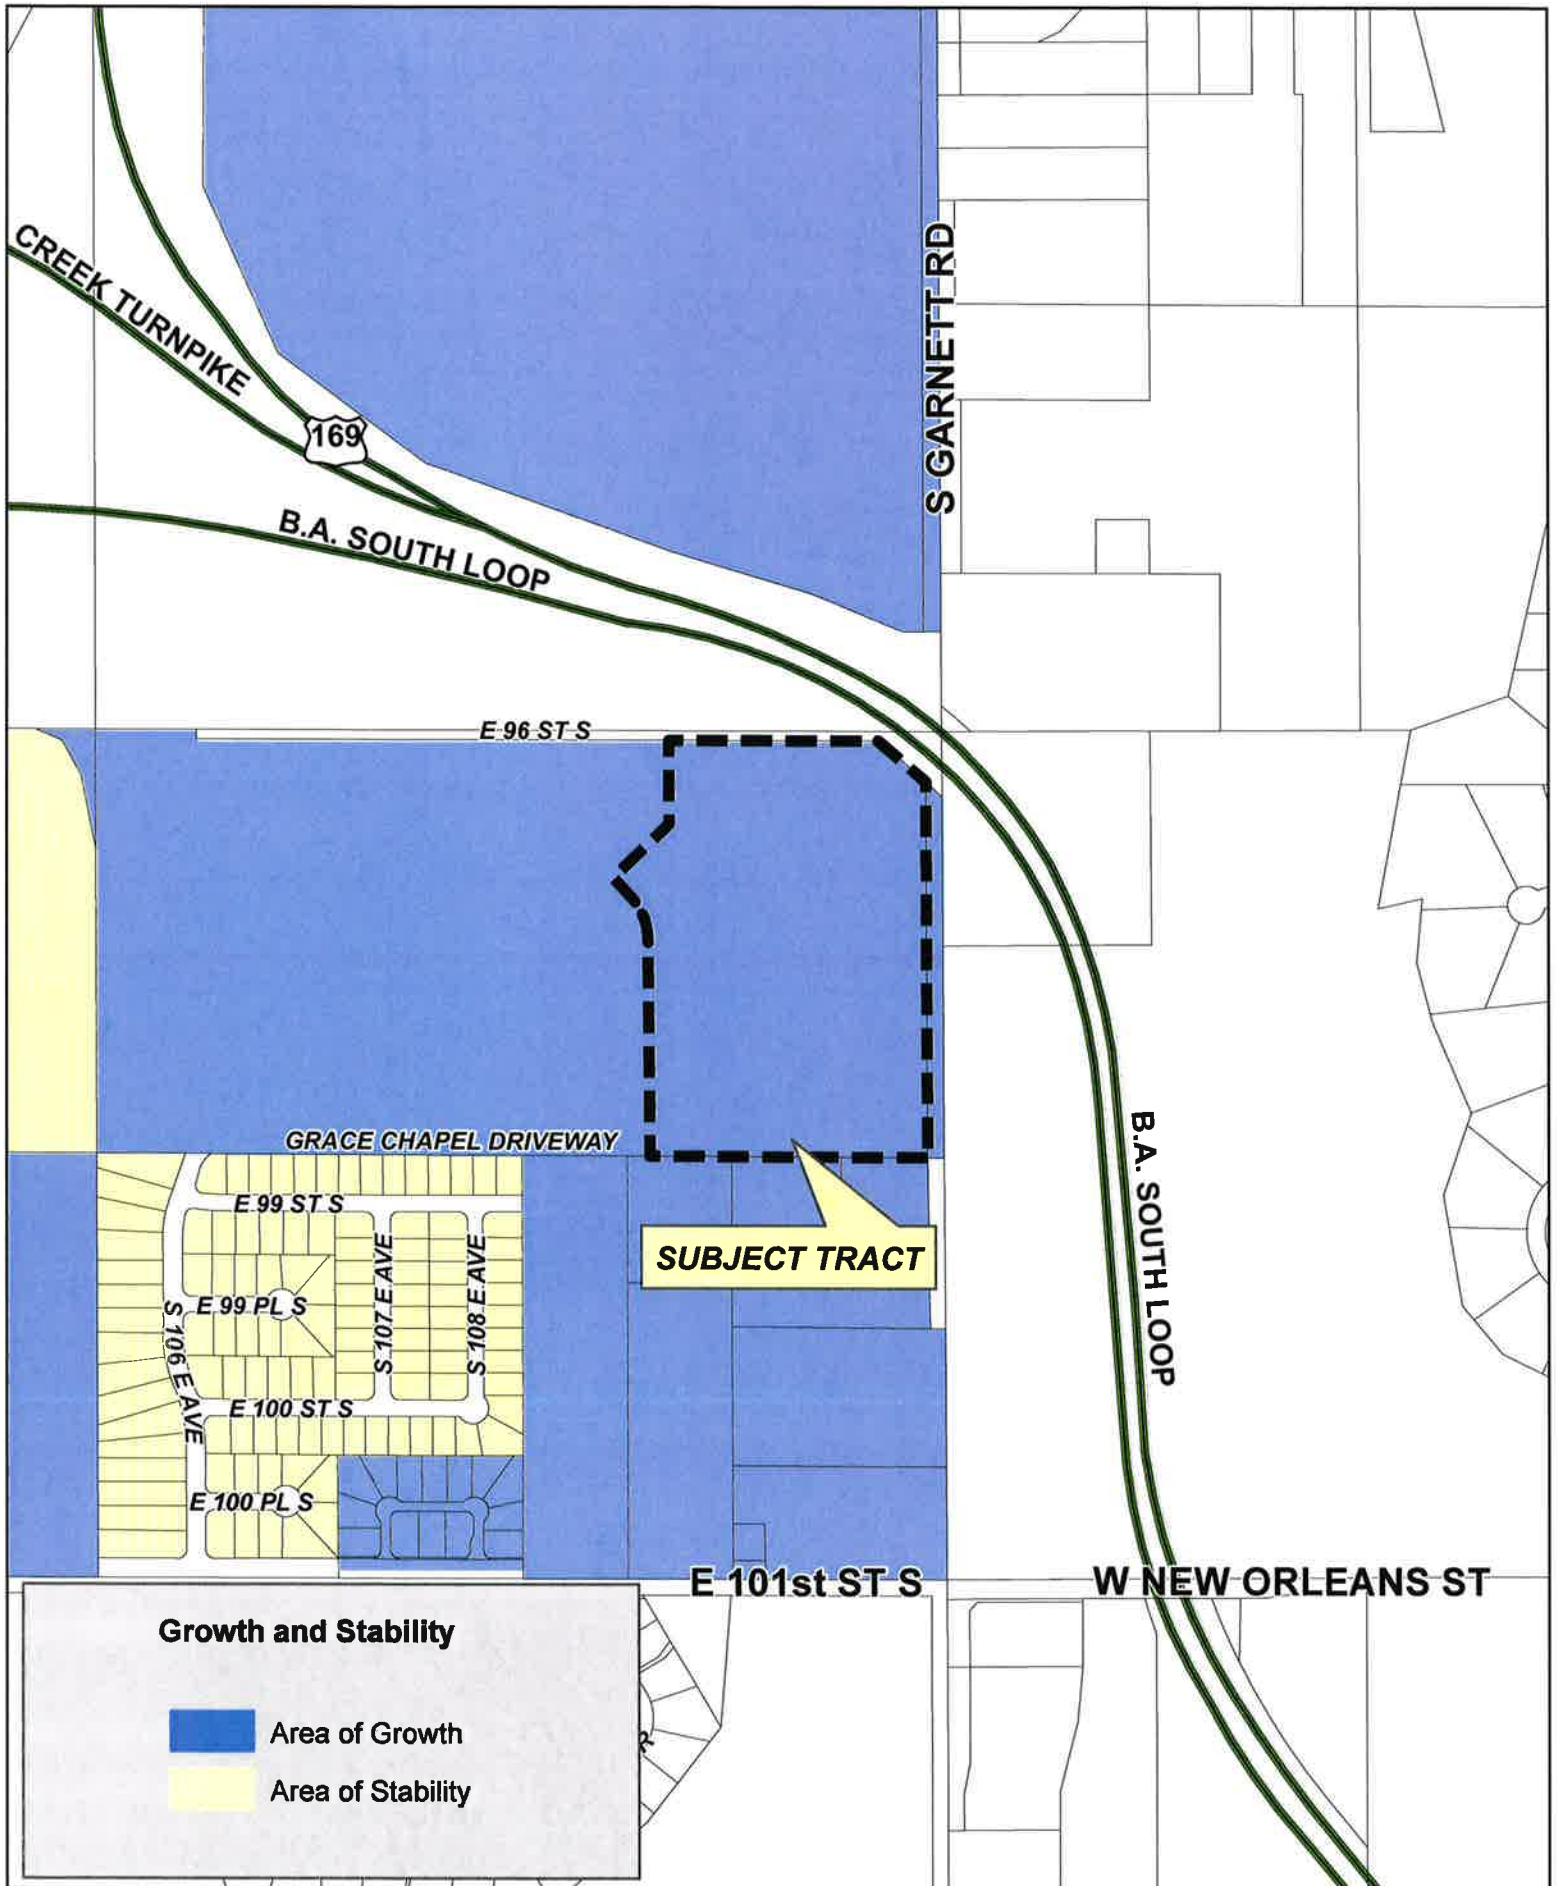 S GARNETT RD
CREEK TURNPIKE
169
B.A. SOUTH LOOP
E 96 ST S
GRACE CHAPEL DRIVEWAY
B.A. SOUTH LOOP
E 99 ST S
SUBJECT TRACT
S 107 E AVE
S 108 E AVE
E 99 PL S
S 106 E AVE
E 100 ST S
E 100 PL S
E 101st ST S
W NEW ORLEANS ST
Growth and Stability
Area of Growth
Area of Stability